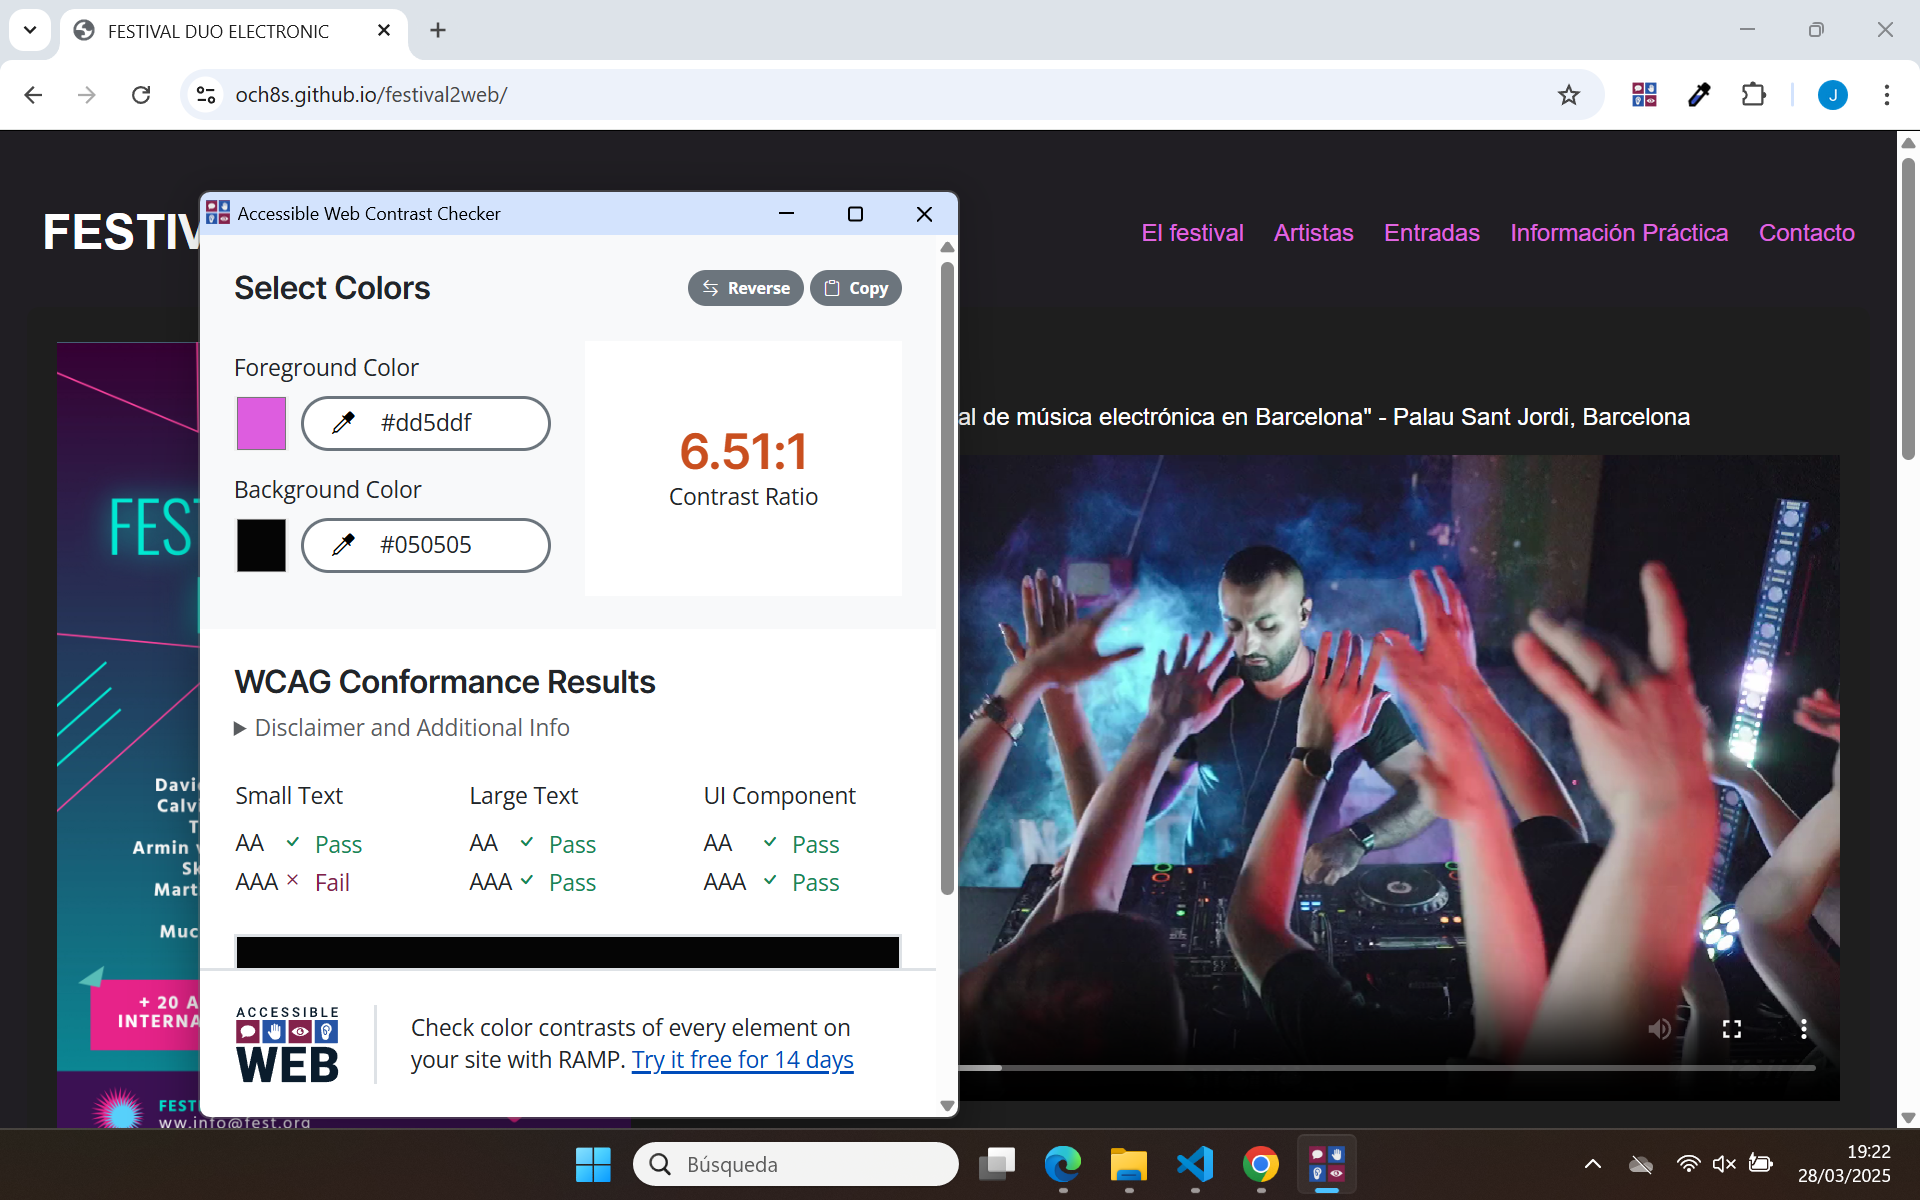 FESTIVAL DUO ELECTRONIC
och8s.github.io/festival2web/
J
FESTIV
El festival Artistas Entradas Información Práctica Contacto
Accessible Web Contrast Checker
Select Colors
Reverse
Copy
Foreground Color
#dd5ddf
Background Color
#050505
6.51:1
Contrast Ratio
WCAG Conformance Results
Disclaimer and Additional Info
Small Text Large Text UI Component
AA Pass AA Pass AA Pass
AAA Fail AAA Pass AAA Pass
ACCESSIBLE
WEB
Check color contrasts of every element on
your site with RAMP. Try it free for 14 days
al de música electrónica en Barcelona" - Palau Sant Jordi, Barcelona
FEST
Davi
Calvi
T
Armin v
Sk
Mart
Muc
+ 20 A
INTERNA
FEST
ww.info@fest.org
Búsqueda
19:22
28/03/2025